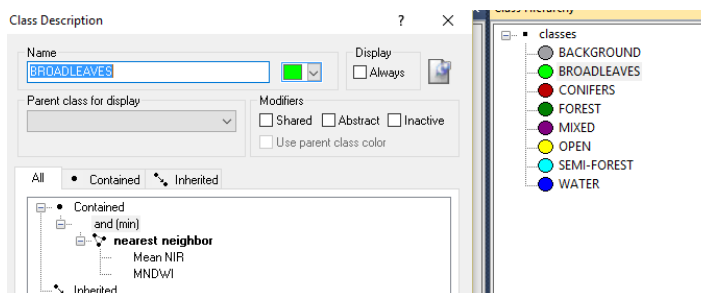 Class Description ? ×
Name
BROADLEAVES
Display
Always
Parent class for display
Modifiers
Shared Abstract Inactive
Use parent class color
All Contained Inherited
Contained
and (min)
nearest neighbor
Mean NIR
MNDWI
Inherited
Class Hierarchy
classes
BACKGROUND
BROADLEAVES
CONIFERS
FOREST
MIXED
OPEN
SEMI-FOREST
WATER